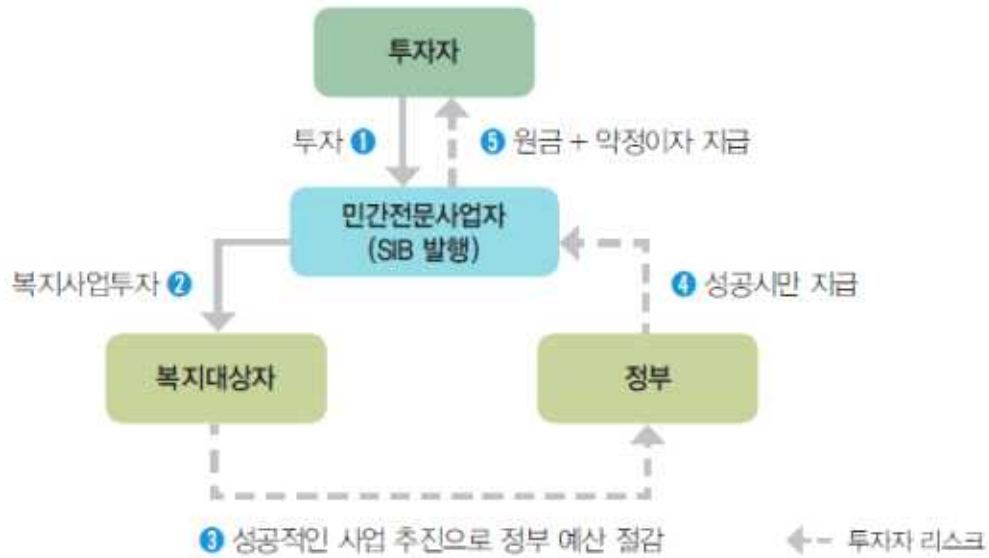 투자자
투자 ❶
❺ 원금 + 약정이자 지급
민간전문사업자
(SIB 발행)
복지사업투자 ❷
❹ 성공시만 지급
복지대상자
정부
❸ 성공적인 사업 추진으로 정부 예산 절감
투자자 리스크